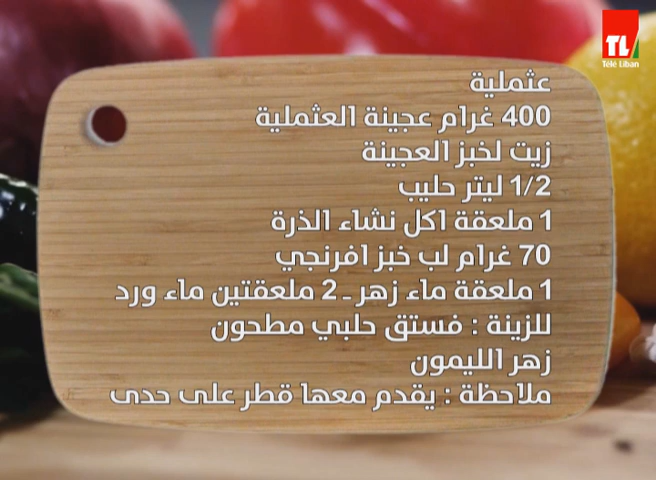 TL
Télé Liban
عثملية
400 غرام عجينة العثملية
زيت لخبز العجينة
1/2 ليتر حليب
1 ملعقة اكل نشاء الذرة
70 غرام لب خبز افرنجي
1 ملعقة ماء زهر - 2 ملعقتين ماء ورد
للزينة : فستق حلبي مطحون
زهر الليمون
ملاحظة : يقدم معها قطر على حدى